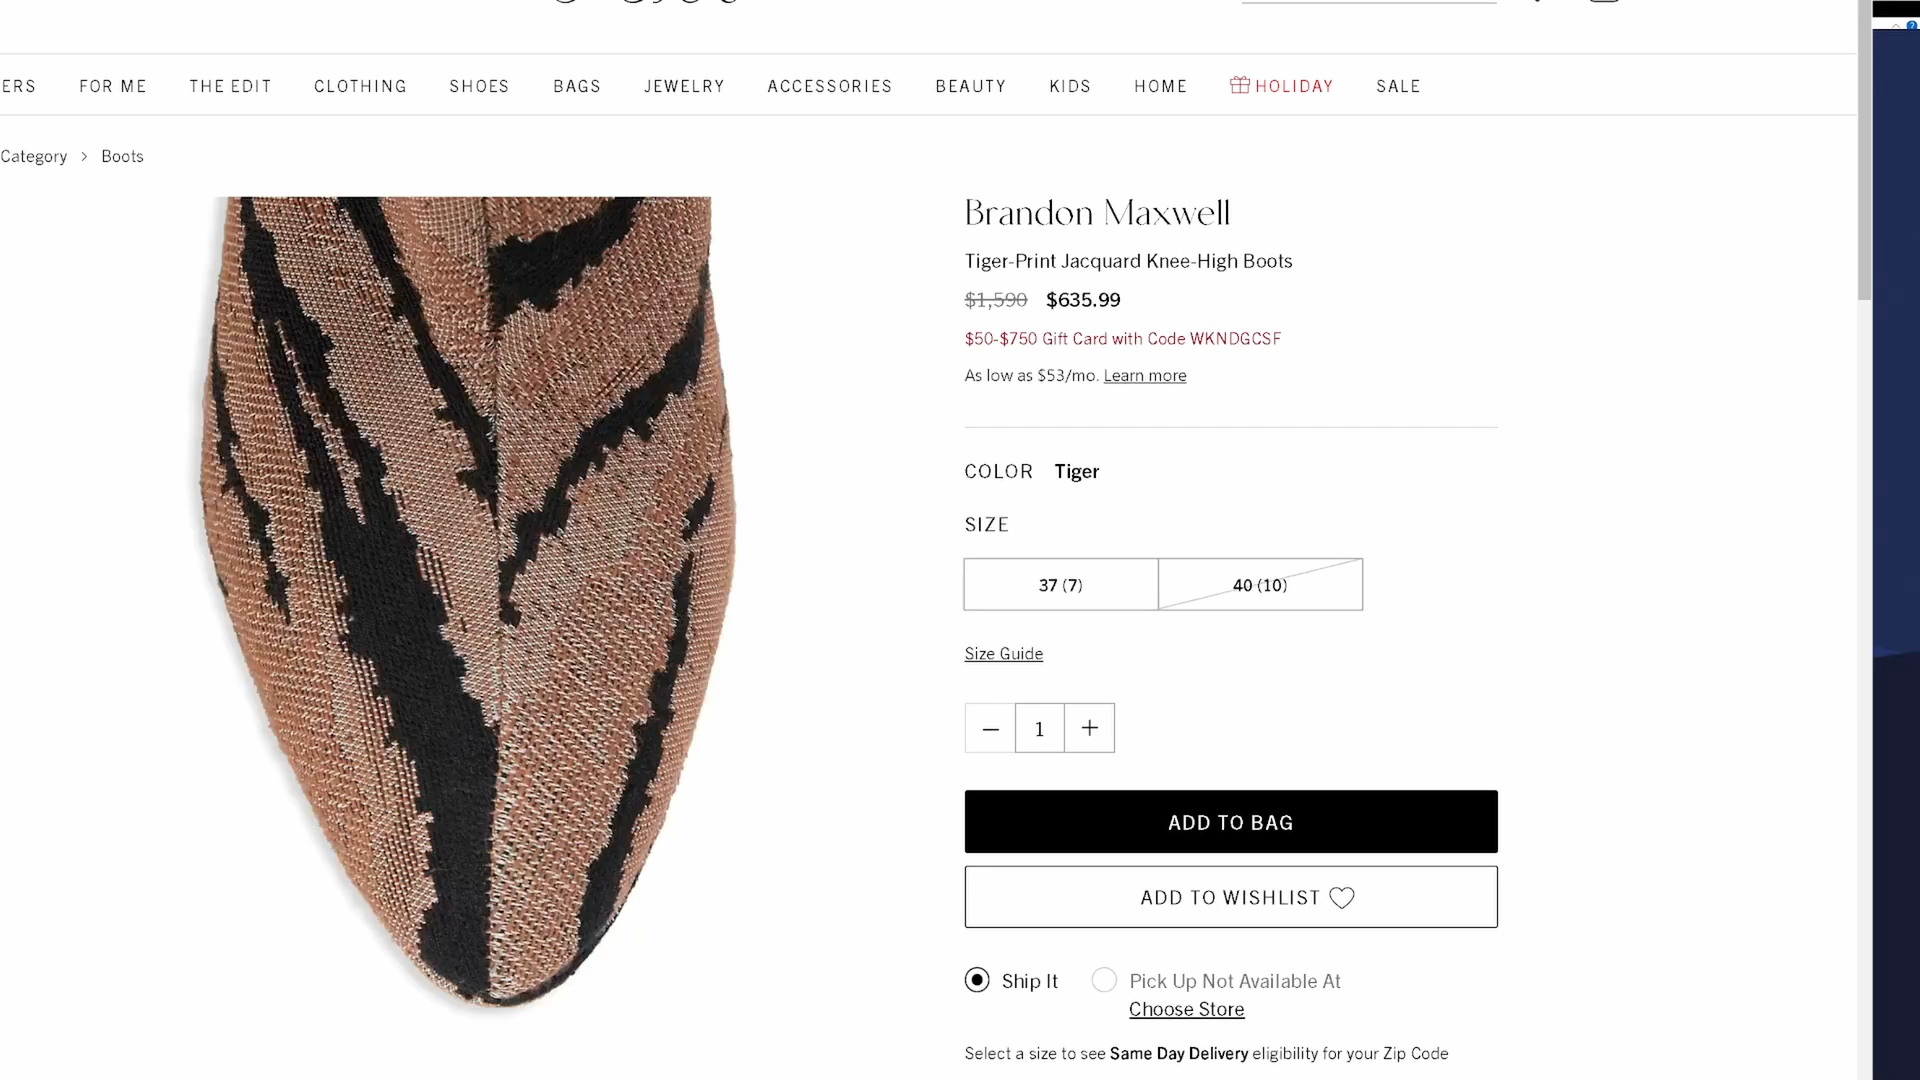 ERS FOR ME THE EDIT CLOTHING SHOES BAGS JEWELRY ACCESSORIES BEAUTY KIDS HOME HOLIDAY SALE
Category > Boots
Brandon Maxwell
Tiger-Print Jacquard Knee-High Boots
$1,590 $635.99
$50-$750 Gift Card with Code WKNDGCSF
As low as $53/mo. Learn more
COLOR Tiger
SIZE
37 (7) 40 (10)
Size Guide
− 1 +
ADD TO BAG
ADD TO WISHLIST
Ship It Pick Up Not Available At
Choose Store
Select a size to see Same Day Delivery eligibility for your Zip Code